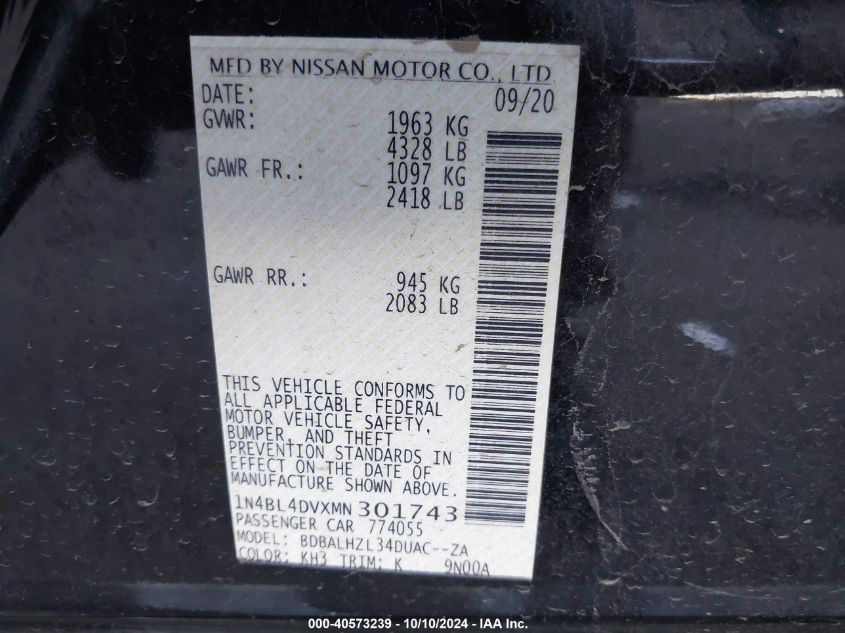 MFD BY NISSAN MOTOR CO., LTD
DATE: 09/20
GVWR: 1963 KG
4328 LB
GAWR FR.: 1097 KG
2418 LB
GAWR RR.: 945 KG
2083 LB
THIS VEHICLE CONFORMS TO
ALL APPLICABLE FEDERAL
MOTOR VEHICLE SAFETY,
BUMPER, AND THEFT
PREVENTION STANDARDS IN
EFFECT ON THE DATE OF
MANUFACTURE SHOWN ABOVE.
1N4BL4DVXMN301743
PASSENGER CAR 774055
MODEL: BDBALHZL34DUAC--ZA
COLOR: KH3 TRIM: K 9N00A
000-40573239 - 10/10/2024 - IAA Inc.